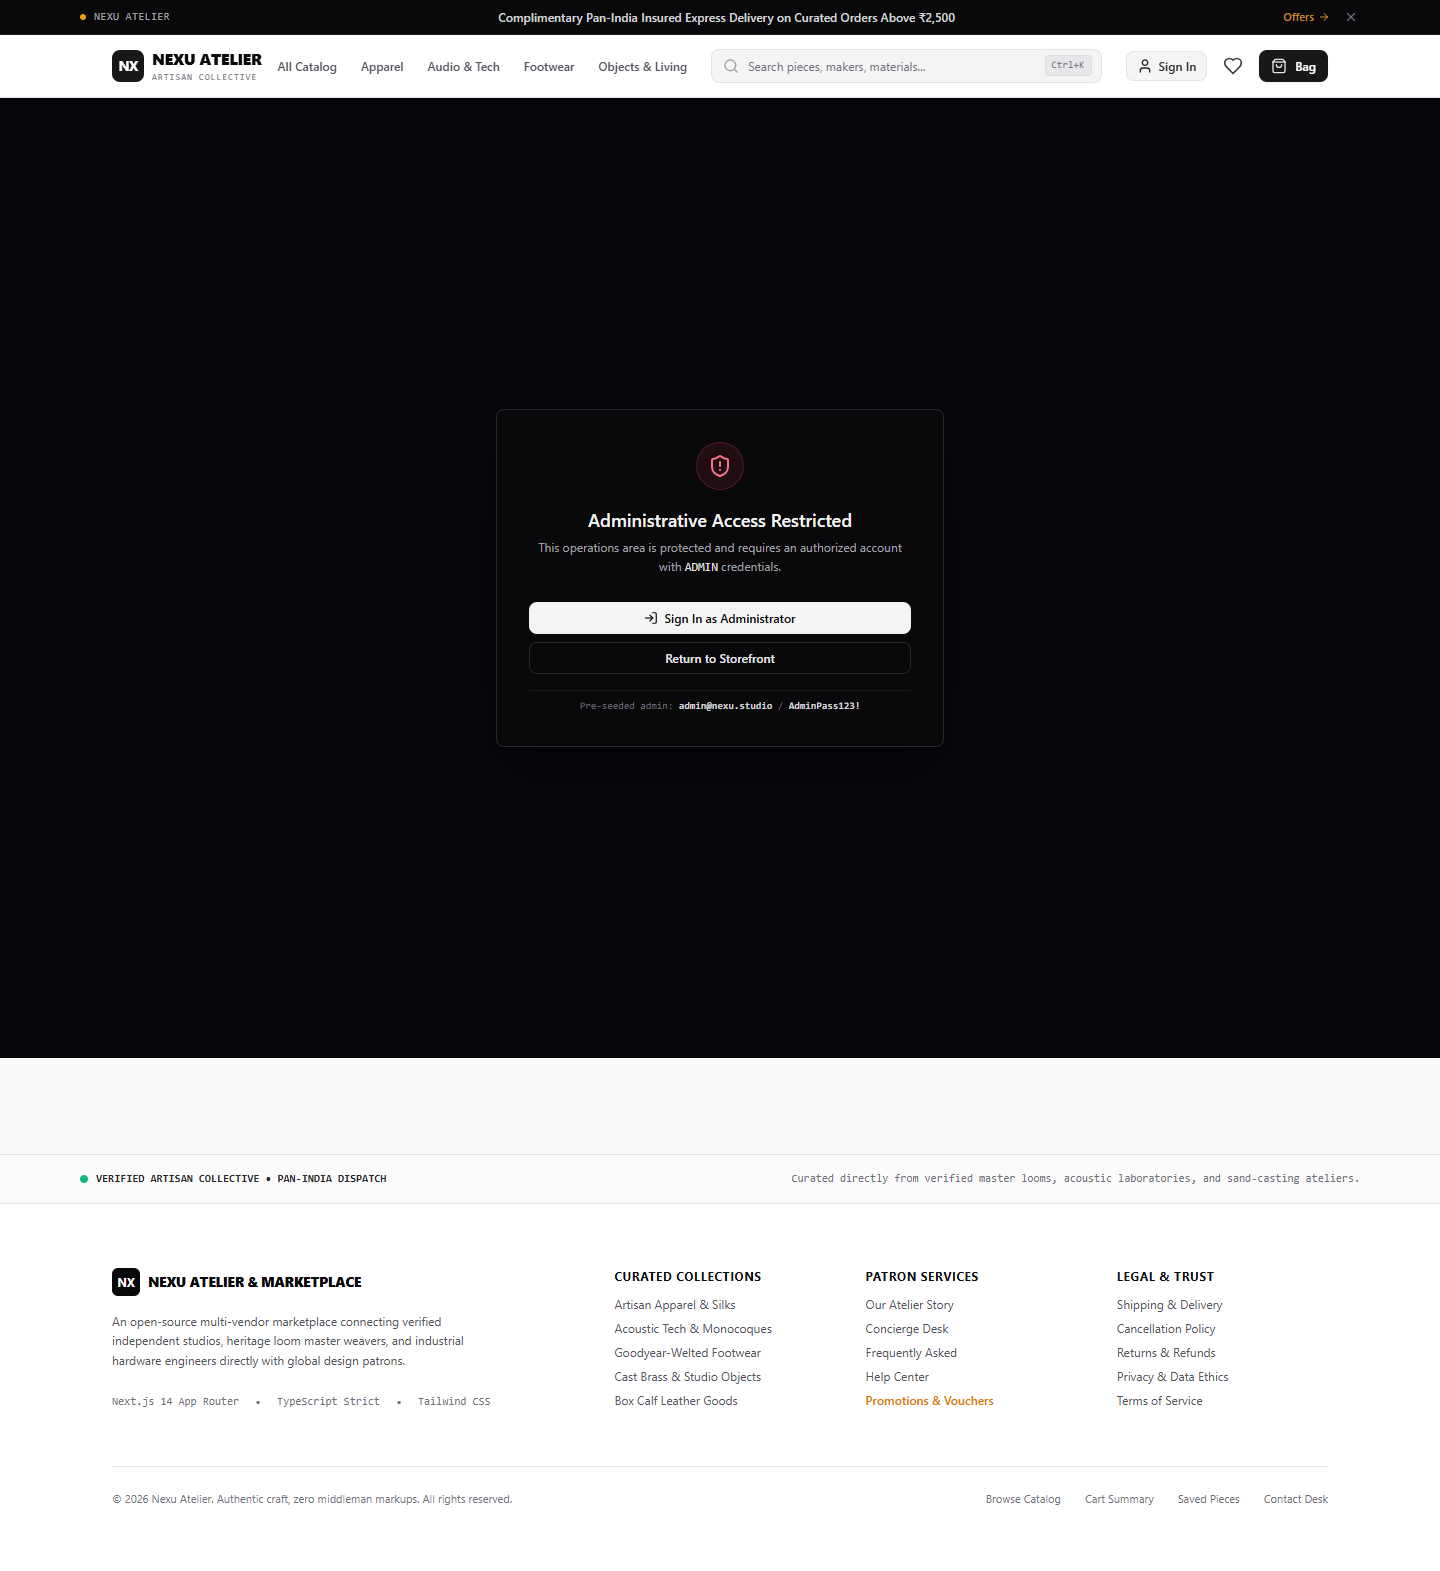 NEXU ATELIER
Complimentary Pan-India Insured Express Delivery on Curated Orders Above ₹2,500
Offers →
NX
NEXU ATELIER
ARTISAN COLLECTIVE
All Catalog
Apparel
Audio & Tech
Footwear
Objects & Living
Search pieces, makers, materials...
Ctrl+K
Sign In
Bag
Administrative Access Restricted
This operations area is protected and requires an authorized account
with ADMIN credentials.
Sign In as Administrator
Return to Storefront
Pre-seeded admin: admin@nexu.studio / AdminPass123!
VERIFIED ARTISAN COLLECTIVE • PAN-INDIA DISPATCH
Curated directly from verified master looms, acoustic laboratories, and sand-casting ateliers.
NX
NEXU ATELIER & MARKETPLACE
An open-source multi-vendor marketplace connecting verified
independent studios, heritage loom master weavers, and industrial
hardware engineers directly with global design patrons.
Next.js 14 App Router • TypeScript Strict • Tailwind CSS
CURATED COLLECTIONS
Artisan Apparel & Silks
Acoustic Tech & Monocoques
Goodyear-Welted Footwear
Cast Brass & Studio Objects
Box Calf Leather Goods
PATRON SERVICES
Our Atelier Story
Concierge Desk
Frequently Asked
Help Center
Promotions & Vouchers
LEGAL & TRUST
Shipping & Delivery
Cancellation Policy
Returns & Refunds
Privacy & Data Ethics
Terms of Service
© 2026 Nexu Atelier. Authentic craft, zero middleman markups. All rights reserved.
Browse Catalog
Cart Summary
Saved Pieces
Contact Desk